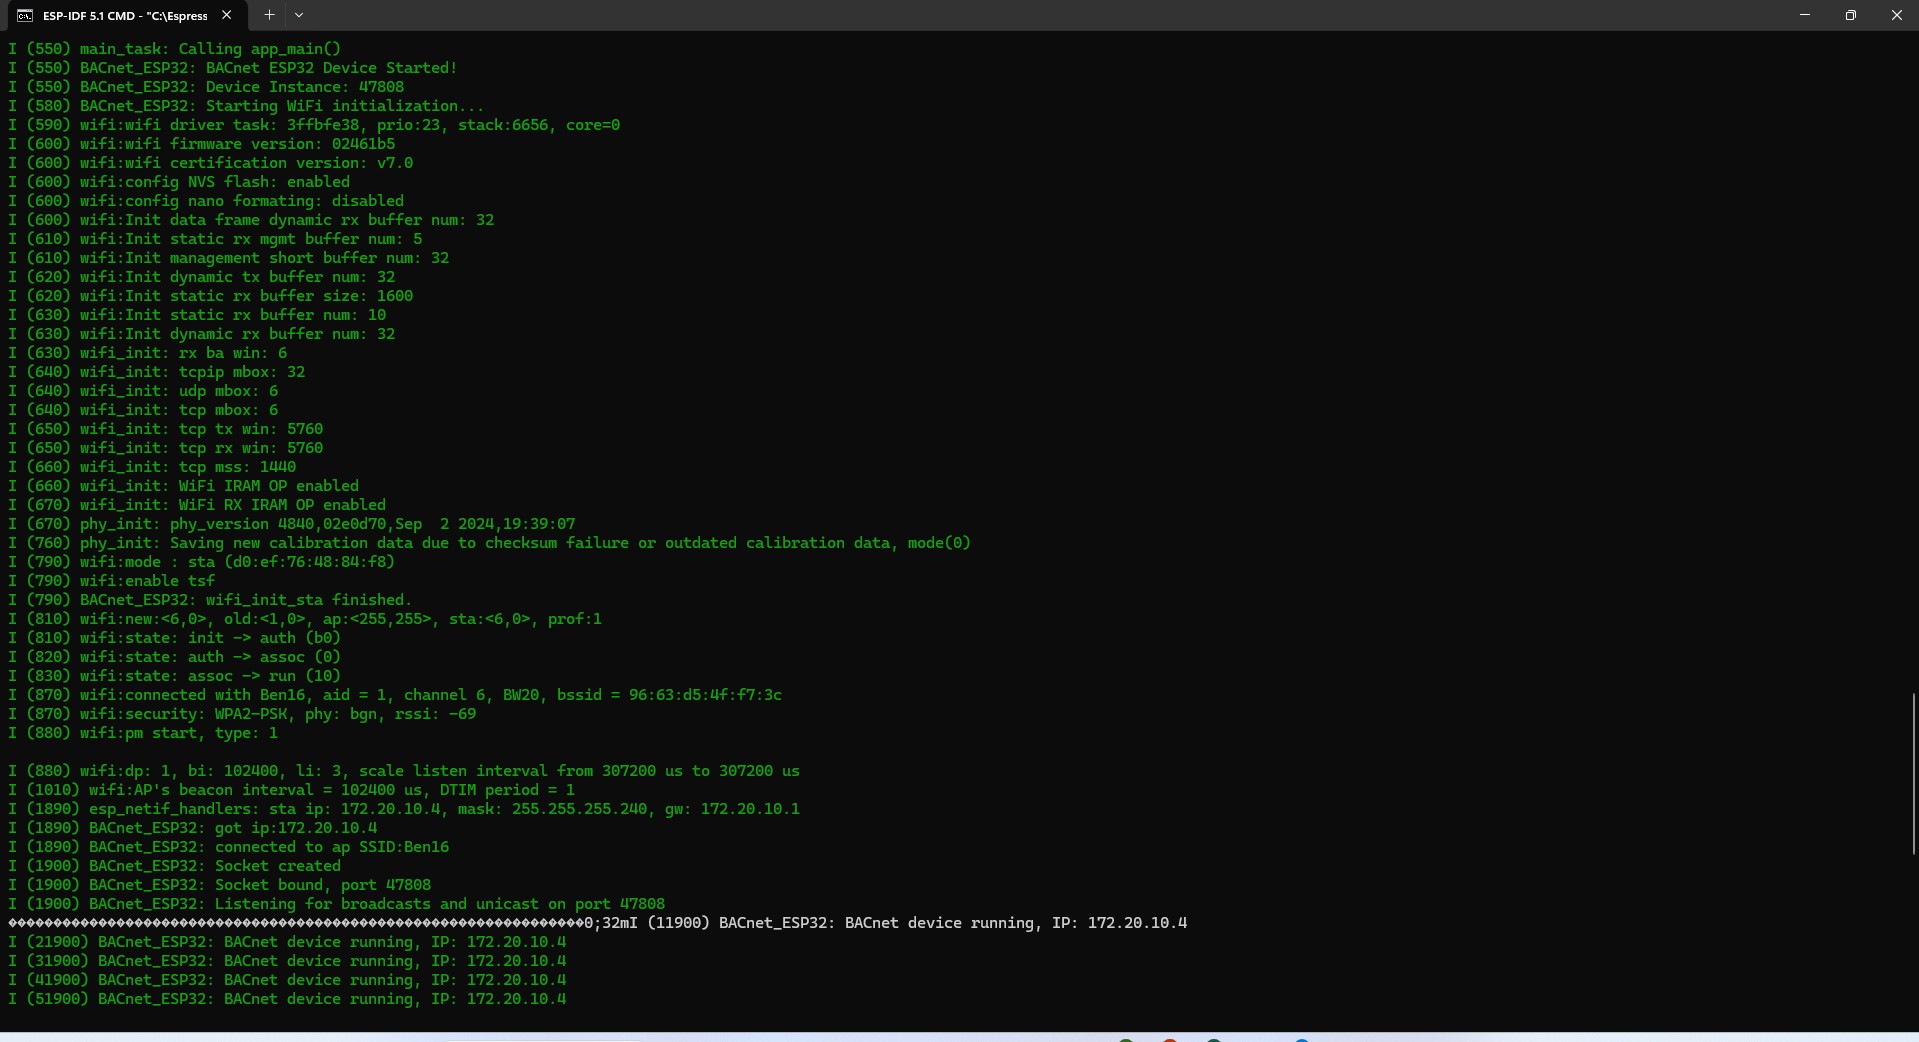 ESP-IDF 5.1 CMD - "C:\Espress
I (550) main_task: Calling app_main()
I (550) BACnet_ESP32: BACnet ESP32 Device Started!
I (550) BACnet_ESP32: Device Instance: 47808
I (580) BACnet_ESP32: Starting WiFi initialization...
I (590) wifi:wifi driver task: 3ffbfe38, prio:23, stack:6656, core=0
I (600) wifi:wifi firmware version: 02461b5
I (600) wifi:wifi certification version: v7.0
I (600) wifi:config NVS flash: enabled
I (600) wifi:config nano formating: disabled
I (600) wifi:Init data frame dynamic rx buffer num: 32
I (610) wifi:Init static rx mgmt buffer num: 5
I (610) wifi:Init management short buffer num: 32
I (620) wifi:Init dynamic tx buffer num: 32
I (620) wifi:Init static rx buffer size: 1600
I (630) wifi:Init static rx buffer num: 10
I (630) wifi:Init dynamic rx buffer num: 32
I (630) wifi_init: rx ba win: 6
I (640) wifi_init: tcpip mbox: 32
I (640) wifi_init: udp mbox: 6
I (640) wifi_init: tcp mbox: 6
I (650) wifi_init: tcp tx win: 5760
I (650) wifi_init: tcp rx win: 5760
I (660) wifi_init: tcp mss: 1440
I (660) wifi_init: WiFi IRAM OP enabled
I (670) wifi_init: WiFi RX IRAM OP enabled
I (670) phy_init: phy_version 4840,02e0d70,Sep  2 2024,19:39:07
I (760) phy_init: Saving new calibration data due to checksum failure or outdated calibration data, mode(0)
I (790) wifi:mode : sta (d0:ef:76:48:84:f8)
I (790) wifi:enable tsf
I (790) BACnet_ESP32: wifi_init_sta finished.
I (810) wifi:new:<6,0>, old:<1,0>, ap:<255,255>, sta:<6,0>, prof:1
I (810) wifi:state: init -> auth (b0)
I (820) wifi:state: auth -> assoc (0)
I (830) wifi:state: assoc -> run (10)
I (870) wifi:connected with Ben16, aid = 1, channel 6, BW20, bssid = 96:63:d5:4f:f7:3c
I (870) wifi:security: WPA2-PSK, phy: bgn, rssi: -69
I (880) wifi:pm start, type: 1
I (880) wifi:dp: 1, bi: 102400, li: 3, scale listen interval from 307200 us to 307200 us
I (1010) wifi:AP's beacon interval = 102400 us, DTIM period = 1
I (1890) esp_netif_handlers: sta ip: 172.20.10.4, mask: 255.255.255.240, gw: 172.20.10.1
I (1890) BACnet_ESP32: got ip:172.20.10.4
I (1890) BACnet_ESP32: connected to ap SSID:Ben16
I (1900) BACnet_ESP32: Socket created
I (1900) BACnet_ESP32: Socket bound, port 47808
I (1900) BACnet_ESP32: Listening for broadcasts and unicast on port 47808
����������������������������������������������������������������0;32mI (11900) BACnet_ESP32: BACnet device running, IP: 172.20.10.4
I (21900) BACnet_ESP32: BACnet device running, IP: 172.20.10.4
I (31900) BACnet_ESP32: BACnet device running, IP: 172.20.10.4
I (41900) BACnet_ESP32: BACnet device running, IP: 172.20.10.4
I (51900) BACnet_ESP32: BACnet device running, IP: 172.20.10.4